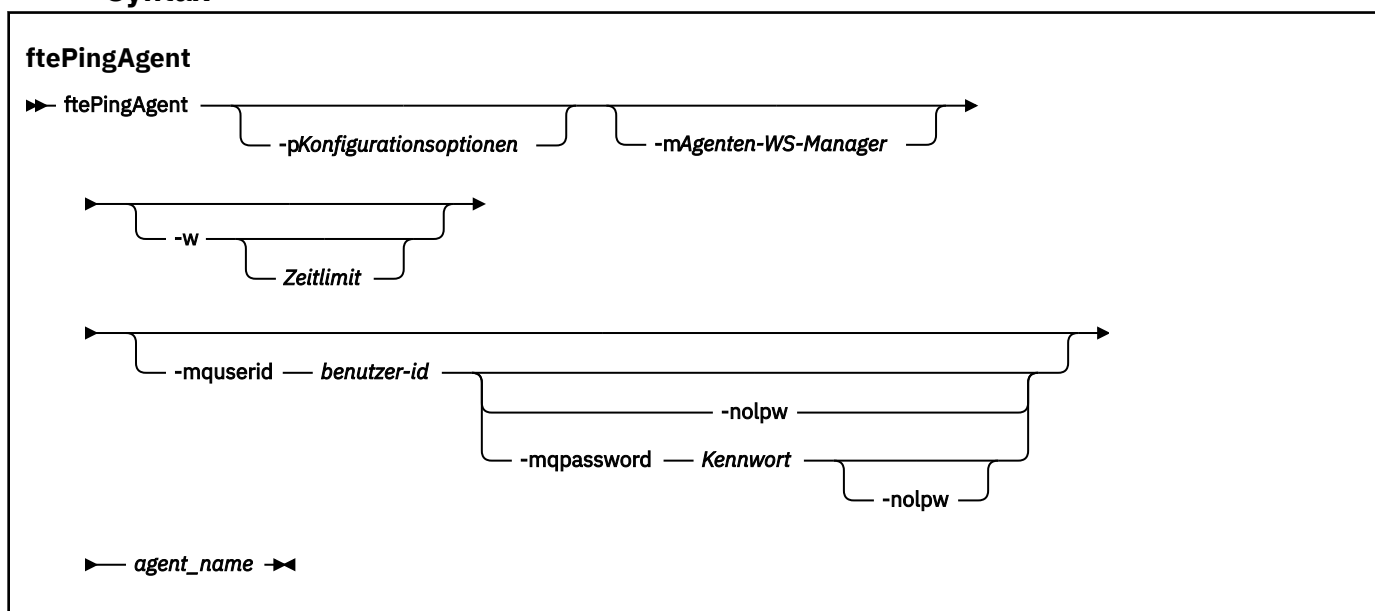 Syntax
ftePingAgent
ftePingAgent
-pKonfigurationsoptionen
-mAgenten-WS-Manager
-w
Zeitlimit
-mquserid benutzer-id
-nolpw
-mqpassword Kennwort
-nolpw
agent_name